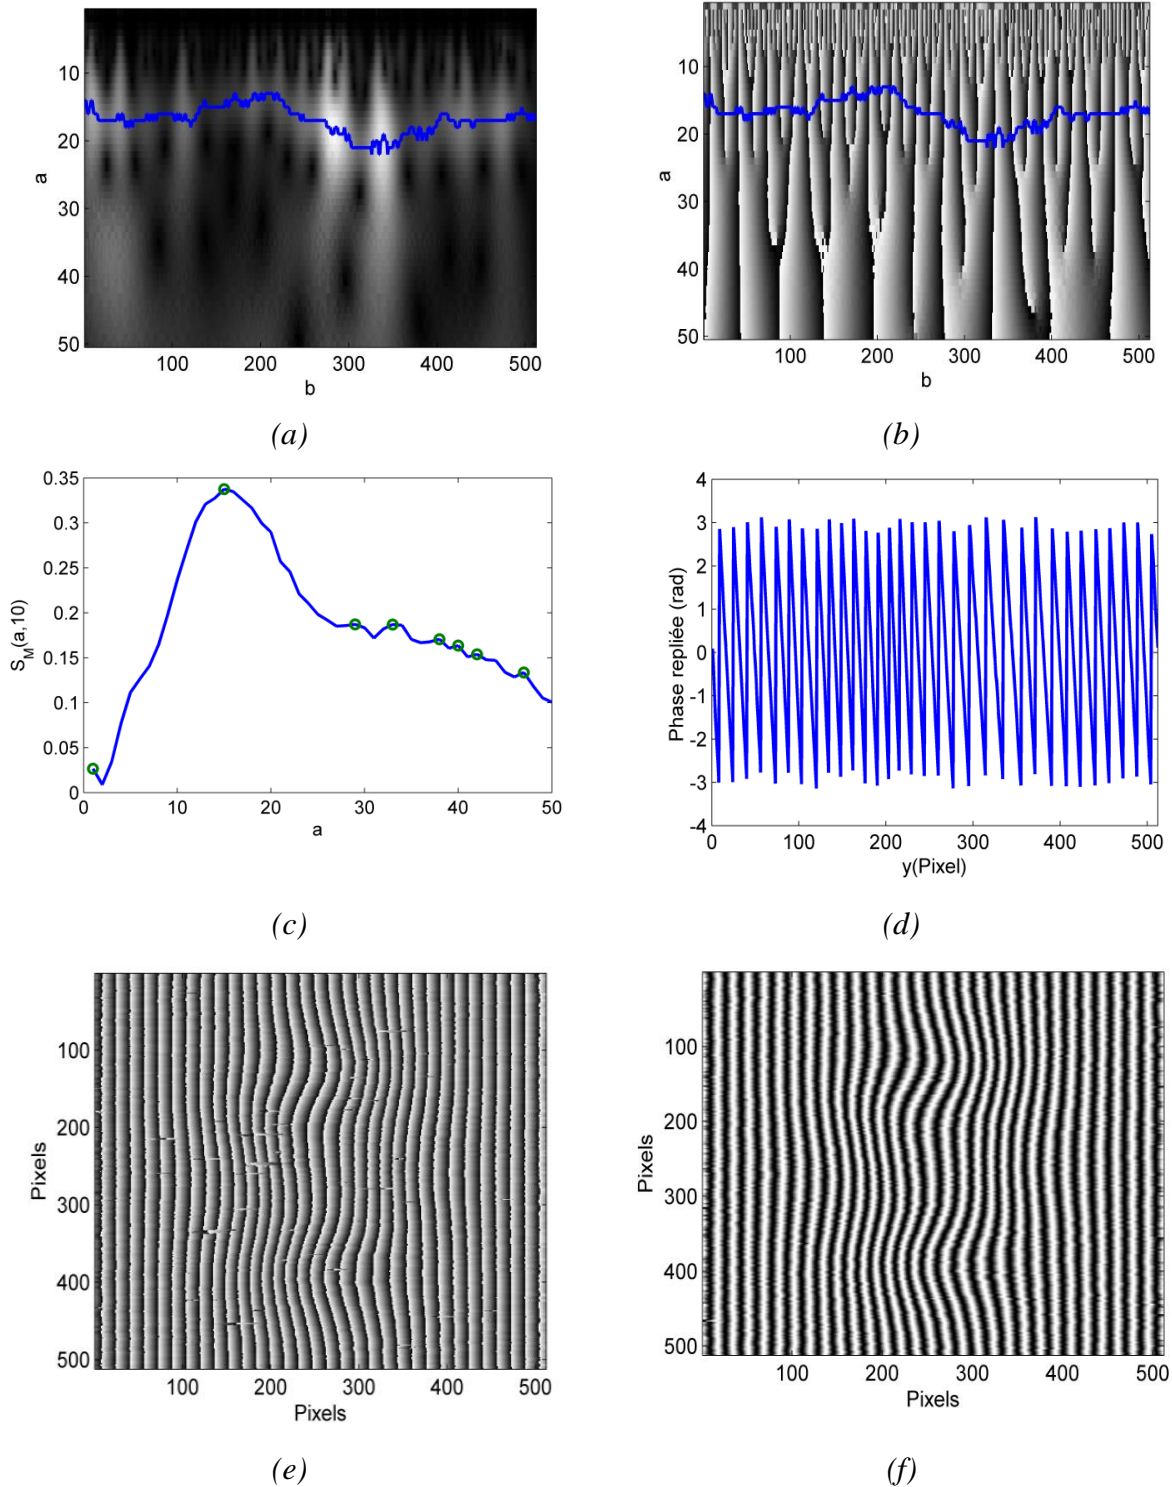 10
20
30
40
50
a
100 200 300 400 500
b
(a)
10
20
30
40
50
a
100 200 300 400 500
b
(b)
0.35
0.3
0.25
0.2
0.15
0.1
0.05
0
S_M(a,10)
0 10 20 30 40 50
a
(c)
4
3
2
1
0
-1
-2
-3
-4
Phase repliée (rad)
0 100 200 300 400 500
y(Pixel)
(d)
100
200
300
400
500
Pixels
100 200 300 400 500
Pixels
(e)
100
200
300
400
500
Pixels
100 200 300 400 500
Pixels
(f)